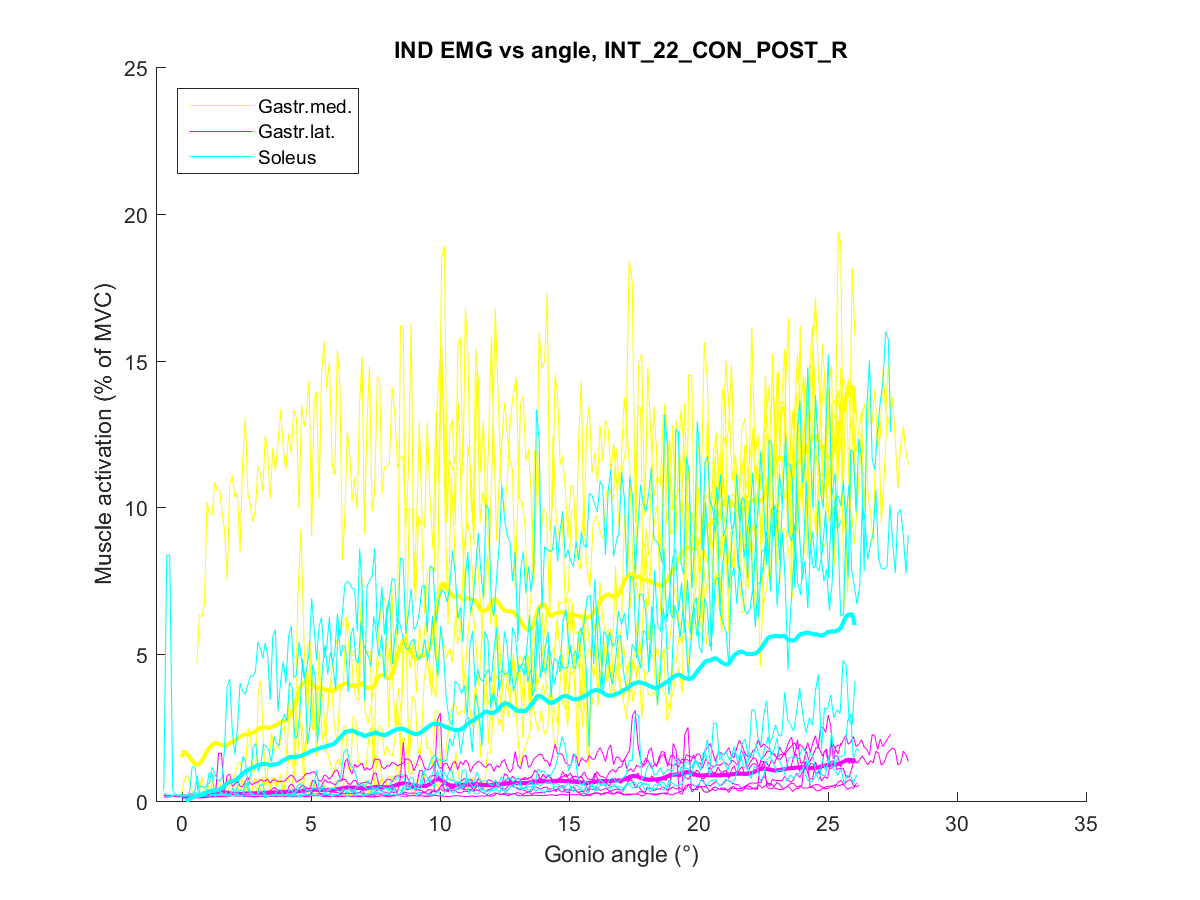 IND EMG vs angle, INT_22_CON_POST_R
25
Gastr.med.
Gastr.lat.
Soleus
20
15
10
5
0
Muscle activation (% of MVC)
0 5 10 15 20 25 30 35
Gonio angle (°)